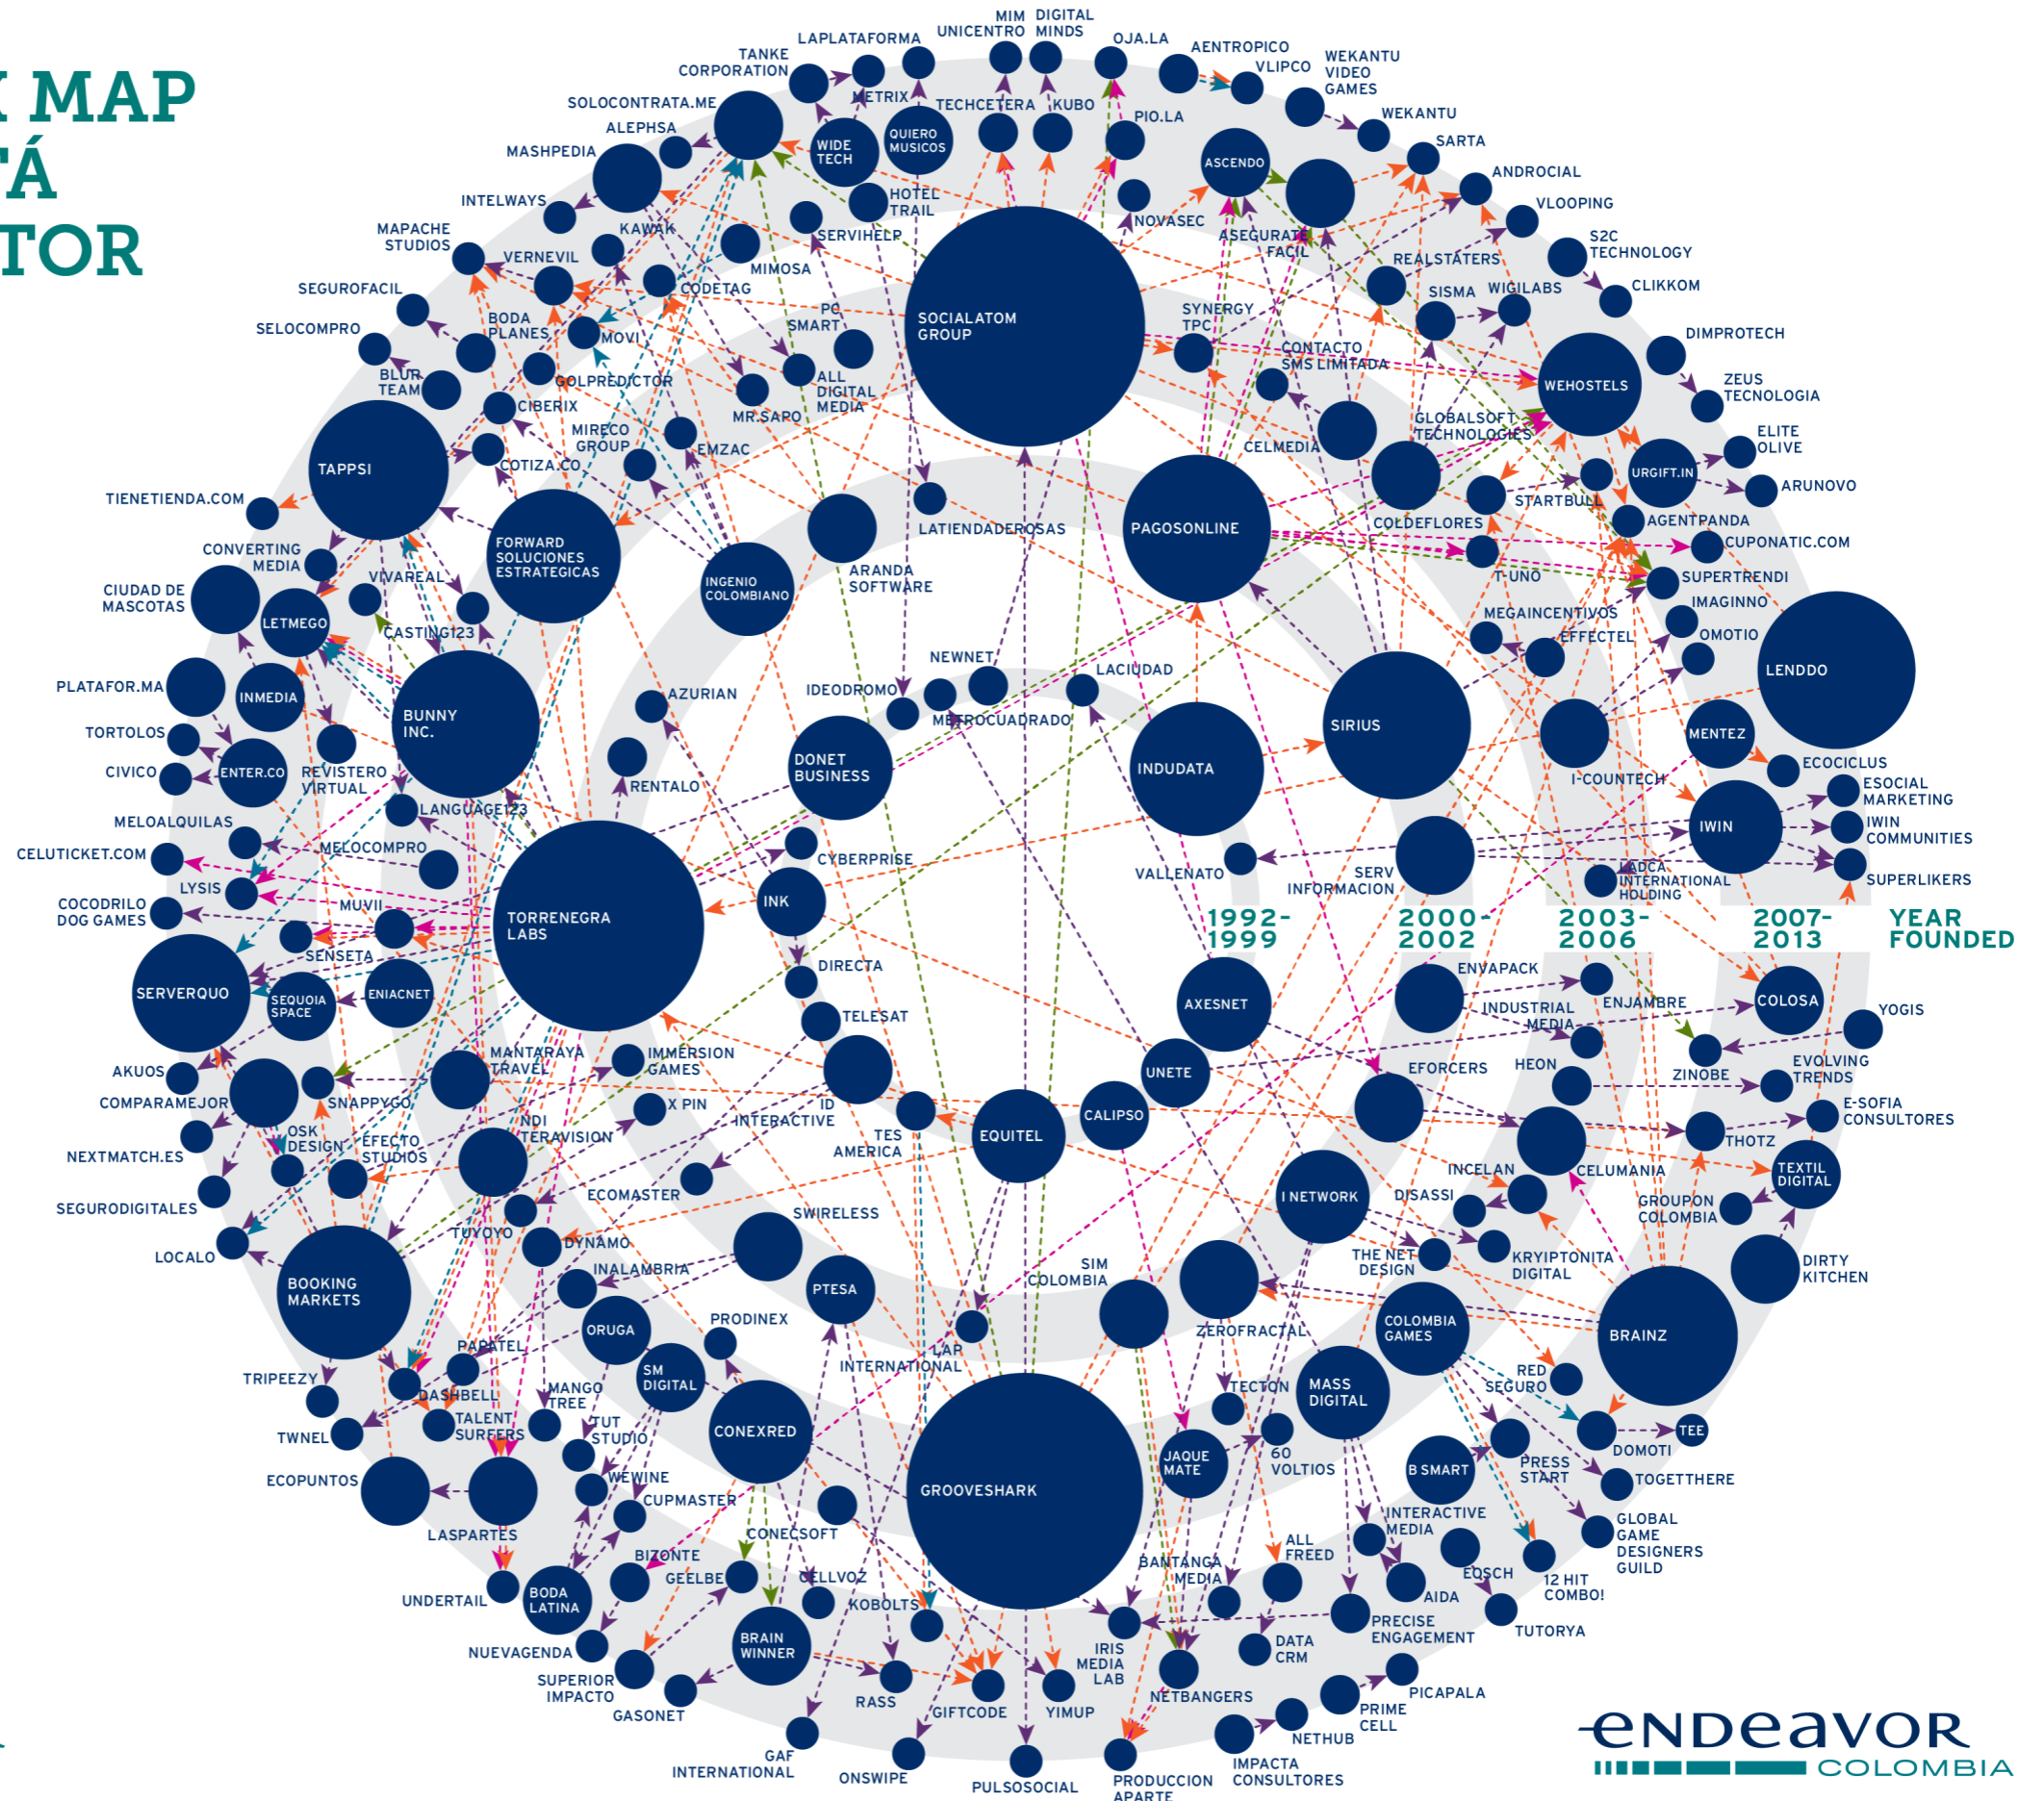 MAP
TÁ
TOR
MIM
UNICENTRO
DIGITAL
MINDS
OJA.LA
AENTROPICO
VLIPCO
WEKANTU
VIDEO
GAMES
LAPLATAFORMA
TANKE
CORPORATION
METRIX
TECHCETERA
KUBO
PIO.LA
WEKANTU
SARTA
SOLOCONTRATA.ME
ALEPHSA
MASHPEDIA
WIDE
TECH
QUIERO
MUSICOS
ASCENDO
ANDROCIAL
INTELWAYS
HOTEL
TRAIL
NOVASEC
VLOOPING
MAPACHE
STUDIOS
KAWAK
SERVIHELP
ASEGURATE
FACIL
S2C
TECHNOLOGY
VERNEVIL
MIMOSA
REALSTATERS
SEGUROFACIL
CODETAG
SISMA
WIGILABS
CLIKKOM
SELOCOMPRO
BODA
PLANES
MOVI
PC
SMART
SOCIALATOM
GROUP
SYNERGY
TPC
DIMPROTECH
BLUR
TEAM
GOLPREDICTOR
ALL
DIGITAL
MEDIA
CONTACTO
SMS LIMITADA
WEHOSTELS
ZEUS
TECNOLOGIA
CIBERIX
MR.SAPO
TAPPSI
MIRECO
GROUP
EMZAC
CELMEDIA
GLOBALSOFT
TECHNOLOGIES
ELITE
OLIVE
COTIZA.CO
URGIFT.IN
ARUNOVO
TIENETIENDA.COM
STARTBULL
LATIENDADEROSAS
PAGOSONLINE
COLDEFLORES
AGENTPANDA
CONVERTING
MEDIA
FORWARD
SOLUCIONES
ESTRATEGICAS
INGENIO
COLOMBIANO
ARANDA
SOFTWARE
CUPONATIC.COM
CIUDAD DE
MASCOTAS
VIVAREAL
T-UNO
SUPERTRENDI
LETMEGO
CASTING123
MEGAINCENTIVOS
IMAGINNO
EFFECTEL
OMOTIO
LENDDO
NEWNET
LACIUDAD
PLATAFOR.MA
INMEDIA
BUNNY
INC.
AZURIAN
IDEODROMO
METROCUADRADO
SIRIUS
TORTOLOS
MENTEZ
CIVICO
ENTER.CO
REVISTERO
VIRTUAL
RENTALO
DONET
BUSINESS
INDUDATA
I-COUNTECH
ECOCICLUS
LANGUAGE123
ESOCIAL
MARKETING
MELOALQUILAS
IWIN
IWIN
COMMUNITIES
CELUTICKET.COM
MELOCOMPRO
CYBERPRISE
VALLENATO
SERV
INFORMACION
LADCA
INTERNATIONAL
HOLDING
SUPERLIKERS
LYSIS
MUVII
TORRENEGRA
LABS
INK
COCODRILO
DOG GAMES
1992-
1999
2000-
2002
2003-
2006
2007-
2013
YEAR
FOUNDED
SENSETA
DIRECTA
ENVAPACK
SERVERQUO
SEQUOIA
SPACE
ENIACNET
AXESNET
INDUSTRIAL
MEDIA
ENJAMBRE
COLOSA
YOGIS
TELESAT
AKUOS
MANTARAYA
TRAVEL
IMMERSION
GAMES
UNETE
EFORCERS
HEON
ZINOBE
EVOLVING
TRENDS
COMPARAMEJOR
SNAPPYGO
X PIN
ID
INTERACTIVE
TES
AMERICA
CALIPSO
EQUITEL
THOTZ
E-SOFIA
CONSULTORES
NEXTMATCH.ES
OSK
DESIGN
EFECTO
STUDIOS
NDI
TERAVISION
CELUMANIA
INCELAN
TEXTIL
DIGITAL
SEGURODIGITALES
ECOMASTER
I NETWORK
DISASSI
GROUPON
COLOMBIA
LOCALO
TUYOYO
SWIRELESS
DYNAMO
THE NET
DESIGN
KRYIPTONITA
DIGITAL
DIRTY
KITCHEN
BOOKING
MARKETS
INALAMBRIA
PTESA
SIM
COLOMBIA
ZEROFRACTAL
COLOMBIA
GAMES
BRAINZ
ORUGA
PRODINEX
LAP
INTERNATIONAL
PAPATEL
TRIPEEZY
SM
DIGITAL
RED
SEGURO
DASHBELL
MANGO
TREE
TECTON
MASS
DIGITAL
TWNEL
TALENT
SURFERS
TUT
STUDIO
CONEXRED
TEE
DOMOTI
JAQUE
MATE
60
VOLTIOS
B SMART
PRESS
START
ECOPUNTOS
WEWINE
GROOVESHARK
TOGETTHERE
CUPMASTER
INTERACTIVE
MEDIA
LASPARTES
CONECSOFT
GLOBAL
GAME
DESIGNERS
GUILD
BIZONTE
GEELBE
BANTANGA
MEDIA
ALL
FREED
EOSCH
12 HIT
COMBO!
UNDERTAIL
BODA
LATINA
CELLVOZ
KOBOLTS
AIDA
NUEVAGENDA
BRAIN
WINNER
IRIS
MEDIA
LAB
DATA
CRM
PRECISE
ENGAGEMENT
TUTORYA
SUPERIOR
IMPACTO
RASS
GIFTCODE
YIMUP
NETBANGERS
PICAPALA
GASONET
PRIME
CELL
NETHUB
GAF
INTERNATIONAL
ONSWIPE
PULSOSOCIAL
PRODUCCION
APARTE
IMPACTA
CONSULTORES
eNDeaVOR
COLOMBIA